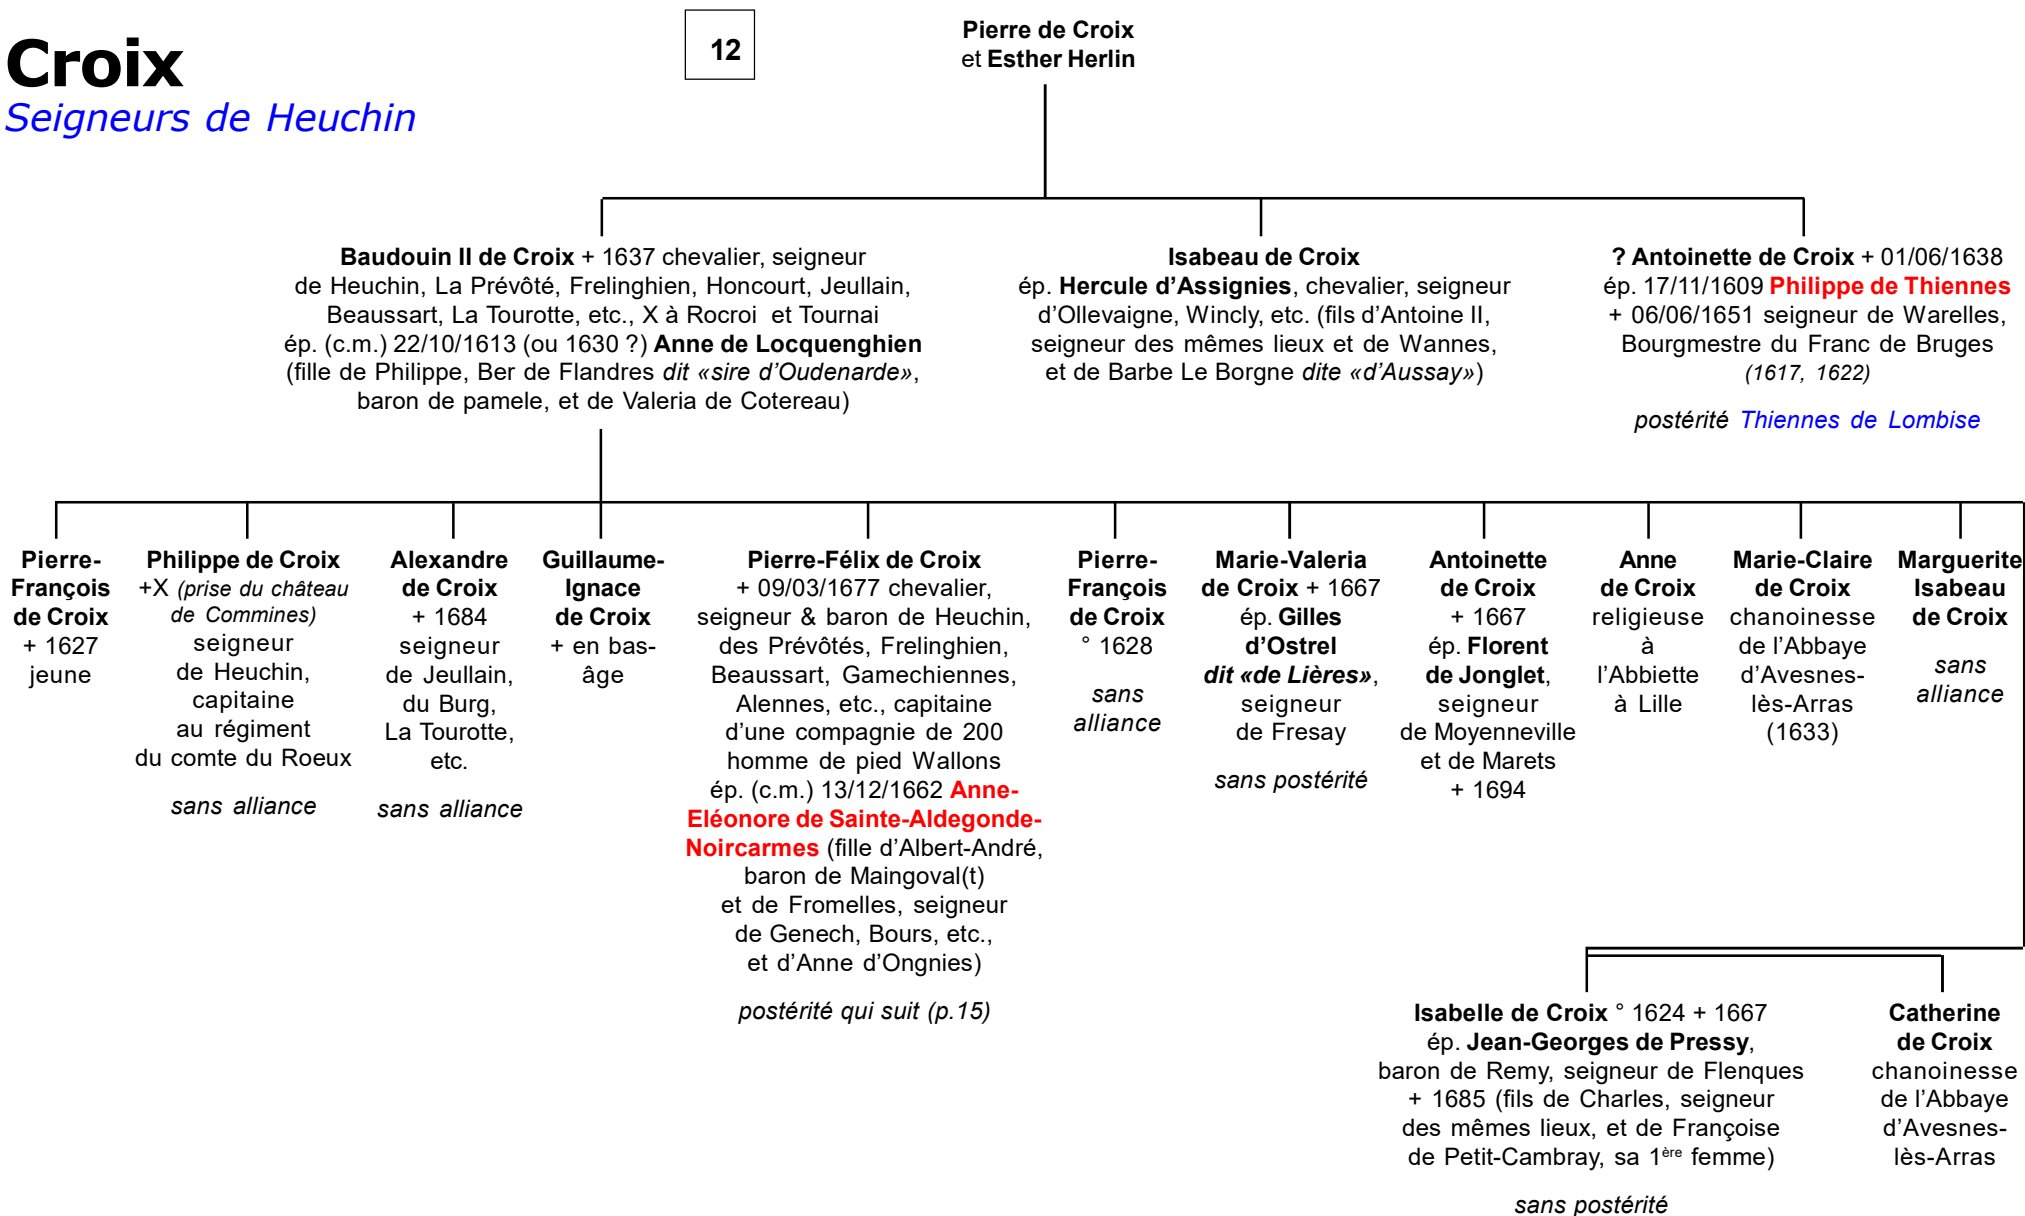 Croix
Seigneurs de Heuchin
12
Pierre de Croix
et Esther Herlin
Baudouin II de Croix + 1637 chevalier, seigneur
de Heuchin, La Prévôté, Frelinghien, Honcourt, Jeullain,
Beaussart, La Tourotte, etc., X à Rocroi et Tournai
ép. (c.m.) 22/10/1613 (ou 1630 ?) Anne de Locquenghien
(fille de Philippe, Ber de Flandres dit «sire d'Oudenarde»,
baron de pamele, et de Valeria de Cotereau)
Isabeau de Croix
ép. Hercule d'Assignies, chevalier, seigneur
d'Ollevaigne, Wincly, etc. (fils d'Antoine II,
seigneur des mêmes lieux et de Wannes,
et de Barbe Le Borgne dite «d'Aussay»)
? Antoinette de Croix + 01/06/1638
ép. 17/11/1609 Philippe de Thiennes
+ 06/06/1651 seigneur de Warelles,
Bourgmestre du Franc de Bruges
(1617, 1622)
postérité Thiennes de Lombise
Pierre-
François
de Croix
+ 1627
jeune
Philippe de Croix
+X (prise du château
de Commines)
seigneur
de Heuchin,
capitaine
au régiment
du comte du Roeux
sans alliance
Alexandre
de Croix
+ 1684
seigneur
de Jeullain,
du Burg,
La Tourotte,
etc.
sans alliance
Guillaume-
Ignace
de Croix
+ en bas-
âge
Pierre-Félix de Croix
+ 09/03/1677 chevalier,
seigneur & baron de Heuchin,
des Prévôtés, Frelinghien,
Beaussart, Gamechiennes,
Alennes, etc., capitaine
d'une compagnie de 200
homme de pied Wallons
ép. (c.m.) 13/12/1662 Anne-
Eléonore de Sainte-Aldegonde-
Noircarmes (fille d'Albert-André,
baron de Maingoval(t)
et de Fromelles, seigneur
de Genech, Bours, etc.,
et d'Anne d'Ongnies)
postérité qui suit (p.15)
Pierre-
François
de Croix
° 1628
sans
alliance
Marie-Valeria
de Croix + 1667
ép. Gilles
d'Ostrel
dit «de Lières»,
seigneur
de Fresay
sans postérité
Antoinette
de Croix
+ 1667
ép. Florent
de Jonglet,
seigneur
de Moyenneville
et de Marets
+ 1694
Anne
de Croix
religieuse
à
l'Abbiette
à Lille
Marie-Claire
de Croix
chanoinesse
de l'Abbaye
d'Avesnes-
lès-Arras
(1633)
Marguerite
Isabeau
de Croix
sans
alliance
Isabelle de Croix ° 1624 + 1667
ép. Jean-Georges de Pressy,
baron de Remy, seigneur de Flenques
+ 1685 (fils de Charles, seigneur
des mêmes lieux, et de Françoise
de Petit-Cambray, sa 1ère femme)
sans postérité
Catherine
de Croix
chanoinesse
de l'Abbaye
d'Avesnes-
lès-Arras